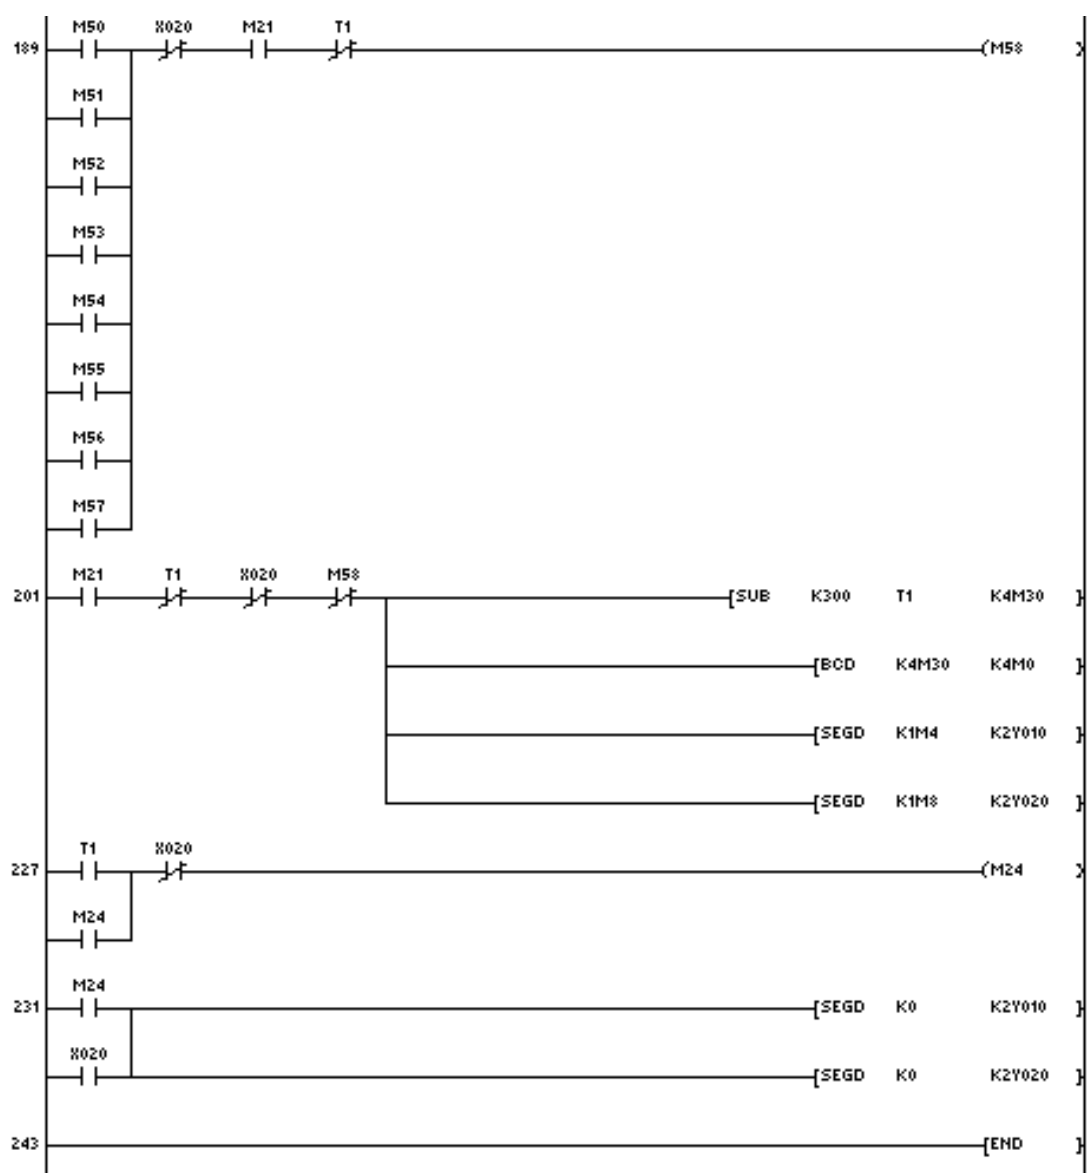 M50 X020 M21 T1
189 (M58 )
M51
M52
M53
M54
M55
M56
M57
M21 T1 X020 M58
201 [SUB K300 T1 K4M30 ]
[BCD K4M30 K4M0 ]
[SEGD K1M4 K2Y010 ]
[SEGD K1M8 K2Y020 ]
T1 X020
227 (M24 )
M24
M24
231 [SEGD K0 K2Y010 ]
X020
[SEGD K0 K2Y020 ]
243 [END ]